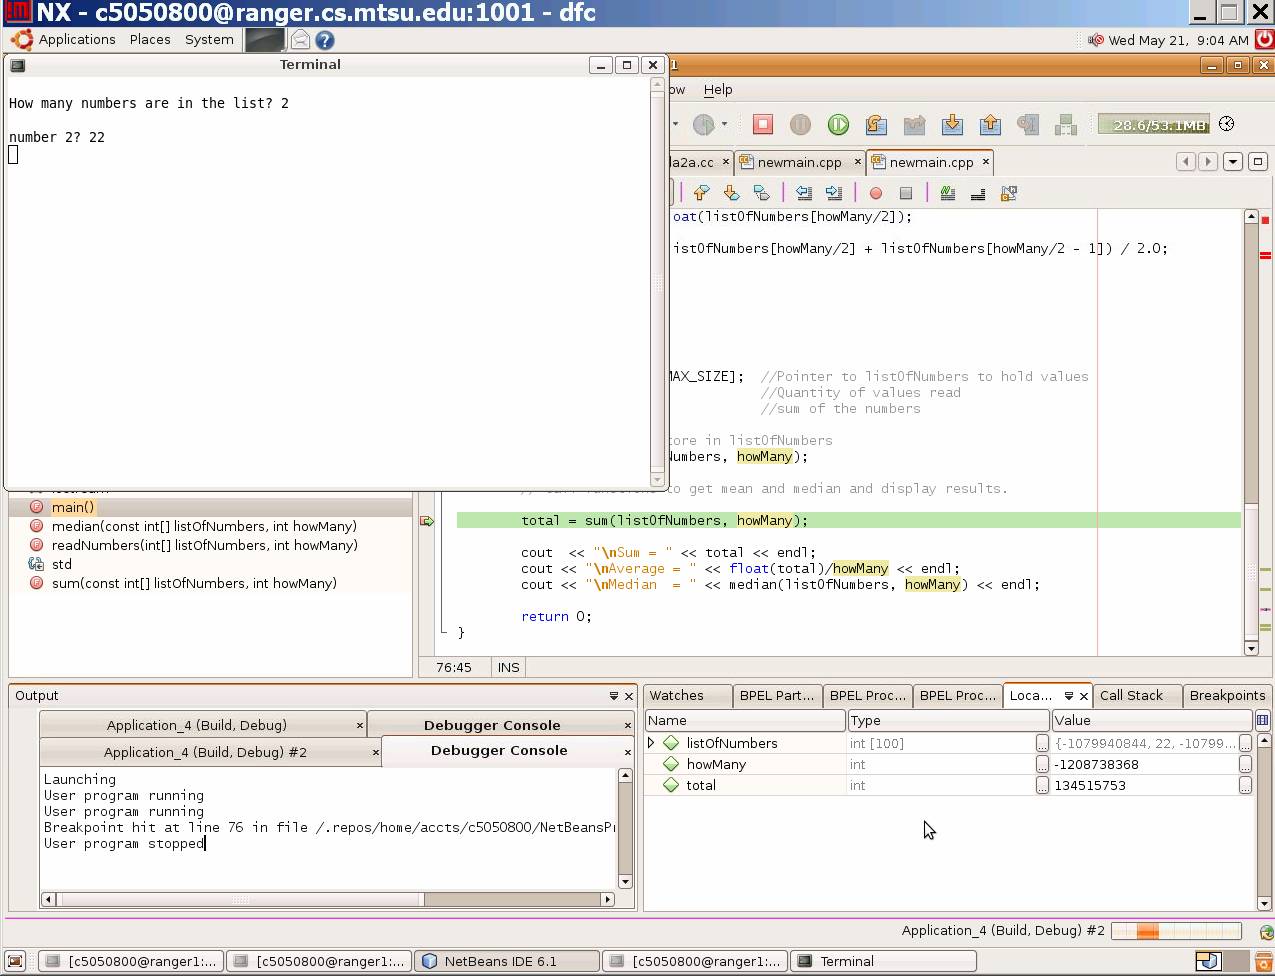 NX - c5050800@ranger.cs.mtsu.edu:1001 - dfc
Applications Places System
Wed May 21, 9:04 AM
Terminal
How many numbers are in the list? 2
number 2? 22
Help
28.6/53.1MB
newmain.cpp
newmain.cpp
oat(listOfNumbers[howMany/2]);
istOfNumbers[howMany/2] + listOfNumbers[howMany/2 - 1]) / 2.0;
MAX_SIZE]; //Pointer to listOfNumbers to hold values
//Quantity of values read
//sum of the numbers
tore in listOfNumbers
Numbers, howMany);
to get mean and median and display results.
total = sum(listOfNumbers, howMany);
cout << "\nSum = " << total << endl;
cout << "\nAverage = " << float(total)/howMany << endl;
cout << "\nMedian  = " << median(listOfNumbers, howMany) << endl;
return 0;
}
main()
median(const int[] listOfNumbers, int howMany)
readNumbers(int[] listOfNumbers, int howMany)
std
sum(const int[] listOfNumbers, int howMany)
76:45 INS
Output
Application_4 (Build, Debug)
Debugger Console
Application_4 (Build, Debug) #2
Debugger Console
Launching
User program running
User program running
Breakpoint hit at line 76 in file /.repos/home/accts/c5050800/NetBeansPr
User program stopped
Watches BPEL Part... BPEL Proc... BPEL Proc... Loca... Call Stack Breakpoints
Name Type Value
listOfNumbers int [100] {-1079940844, 22, -10799...
howMany int -1208738368
total int 134515753
Application_4 (Build, Debug) #2
[c5050800@ranger1:... [c5050800@ranger1:... NetBeans IDE 6.1 [c5050800@ranger1:... Terminal